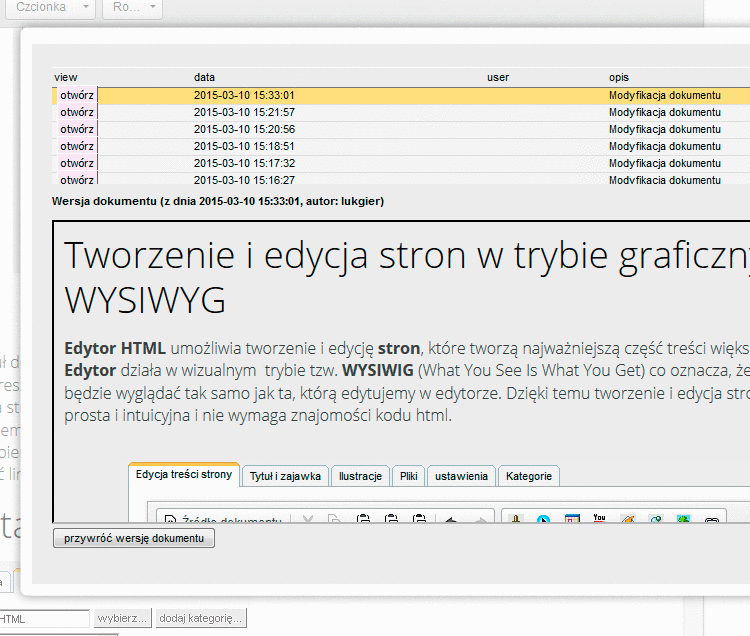 Czcionka
Ro...
view data user opis
otwórz 2015-03-10 15:33:01 Modyfikacja dokumentu
otwórz 2015-03-10 15:21:57 Modyfikacja dokumentu
otwórz 2015-03-10 15:20:56 Modyfikacja dokumentu
otwórz 2015-03-10 15:18:51 Modyfikacja dokumentu
otwórz 2015-03-10 15:17:32 Modyfikacja dokumentu
otwórz 2015-03-10 15:16:27 Modyfikacja dokumentu
Wersja dokumentu (z dnia 2015-03-10 15:33:01, autor: lukgier)
Tworzenie i edycja stron w trybie graficzny
WYSIWYG
Edytor HTML umożliwia tworzenie i edycję stron, które tworzą najważniejszą część treści więks
Edytor działa w wizualnym trybie tzw. WYSIWIG (What You See Is What You Get) co oznacza, że
będzie wyglądać tak samo jak ta, którą edytujemy w edytorze. Dzięki temu tworzenie i edycja stro
prosta i intuicyjna i nie wymaga znajomości kodu html.
Edycja treści strony Tytuł i zajawka Ilustracje Pliki ustawienia Kategorie
Źródło dokumentu
You
przywróć wersję dokumentu
HTML wybierz... dodaj kategorię...